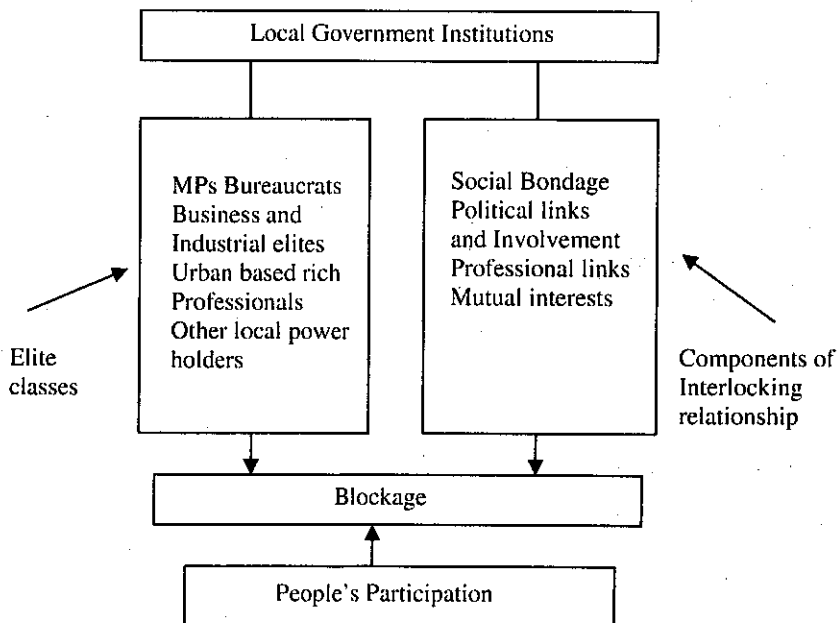 Local Government Institutions
MPs Bureaucrats
Business and
Industrial elites
Urban based rich
Professionals
Other local power
holders
Social Bondage
Political links
and Involvement
Professional links
Mutual interests
Elite
classes
Components of
Interlocking
relationship
Blockage
People's Participation